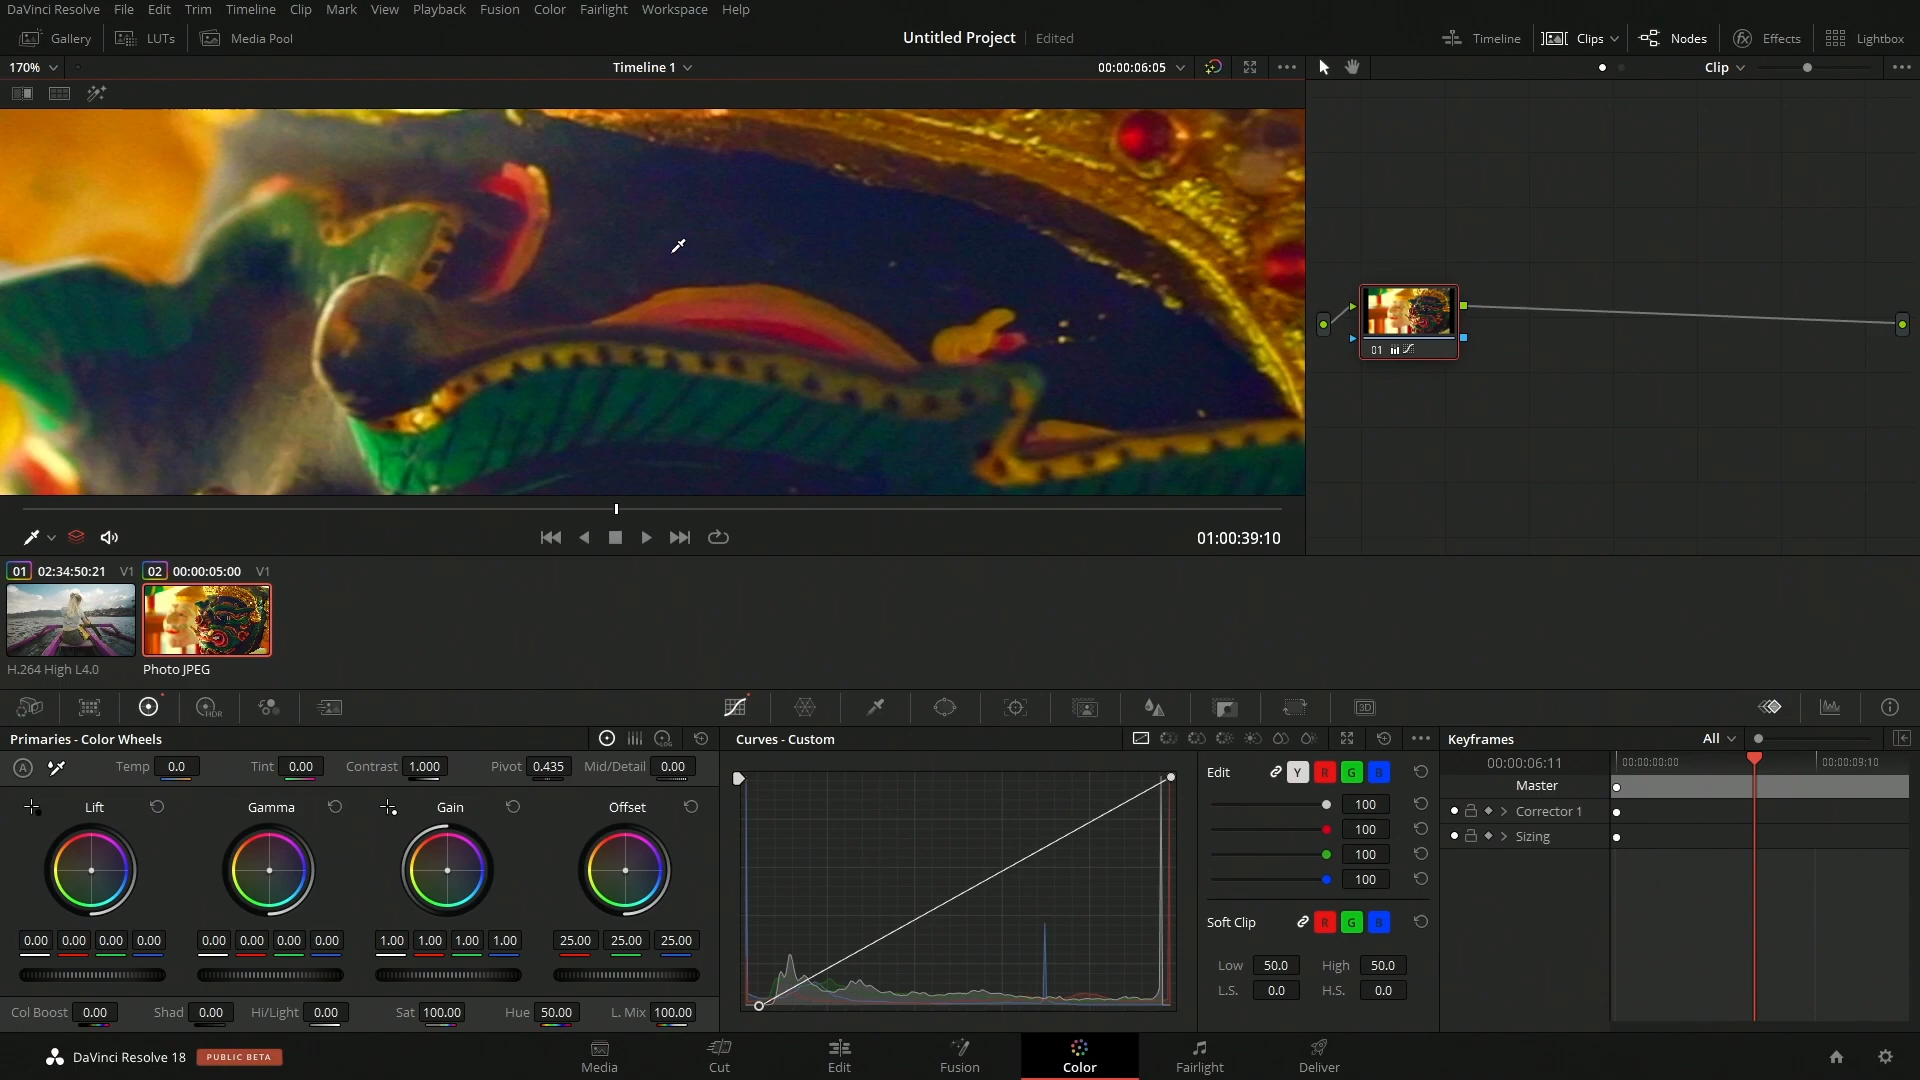 DaVinci Resolve File Edit Trim Timeline Clip Mark View Playback Fusion Color Fairlight Workspace Help
Gallery LUTs Media Pool Untitled Project Edited Timeline Clips Nodes Effects Lightbox
170% Timeline 1 00:00:06:05 Clip
01:00:39:10
01 02:34:50:21 V1 02 00:00:05:00 V1
H.264 High L4.0 Photo JPEG
01
HDR
3D
Primaries - Color Wheels
LOG
Curves - Custom
Keyframes All
A Temp 0.0 Tint 0.00 Contrast 1.000 Pivot 0.435 Mid/Detail 0.00
Lift Gamma Gain Offset
0.00 0.00 0.00 0.00 0.00 0.00 0.00 0.00 1.00 1.00 1.00 1.00 25.00 25.00 25.00
Col Boost 0.00 Shad 0.00 Hi/Light 0.00 Sat 100.00 Hue 50.00 L. Mix 100.00
Edit Y R G B
100
100
100
100
Soft Clip R G B
Low 50.0 High 50.0
L.S. 0.0 H.S. 0.0
00:00:06:11 00:00:00:00 00:00:09:10
Master
Corrector 1
Sizing
DaVinci Resolve 18 PUBLIC BETA
Media Cut Edit Fusion Color Fairlight Deliver